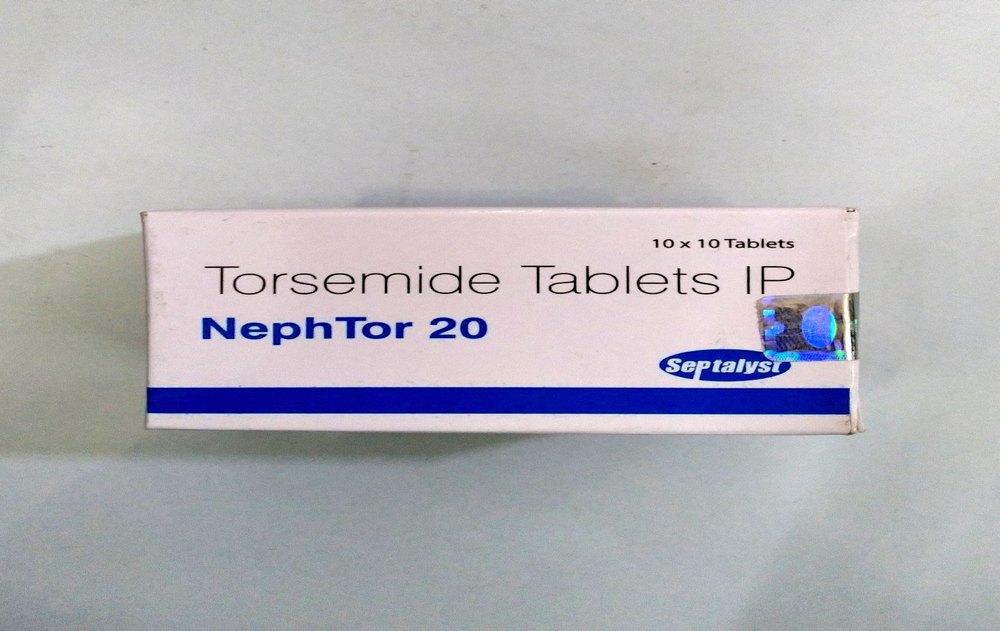 10 x 10 Tablets
Torsemide Tablets IP
NephTor 20
Septalyst